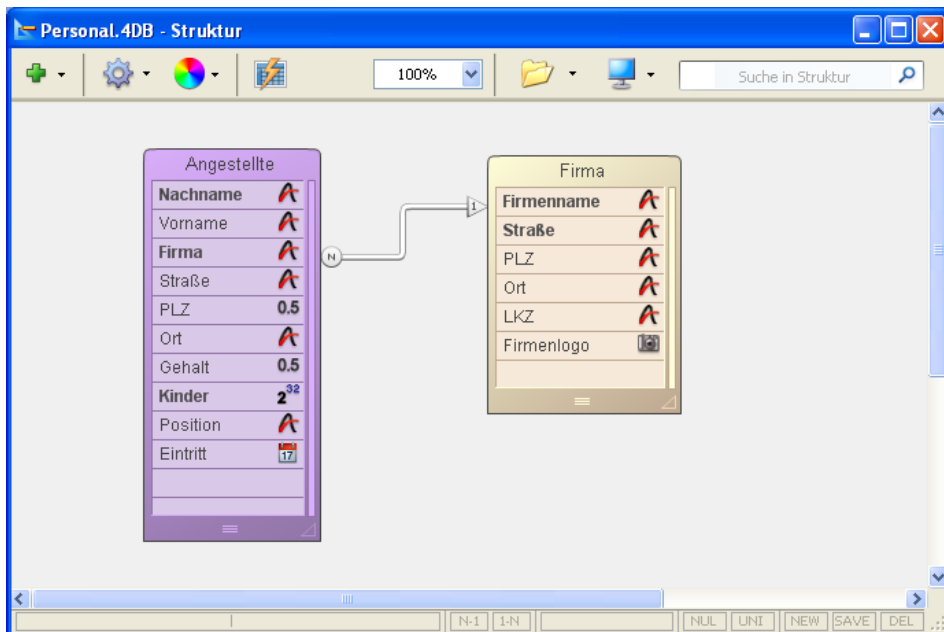 Personal.4DB - Struktur
100%
Suche in Struktur
Angestellte
Nachname
Vorname
Firma
Straße
PLZ 0.5
Ort
Gehalt 0.5
Kinder 2^32
Position
Eintritt 17
N
1
Firma
Firmenname
Straße
PLZ
Ort
LKZ
Firmenlogo
N-1 1-N NUL UNI NEW SAVE DEL